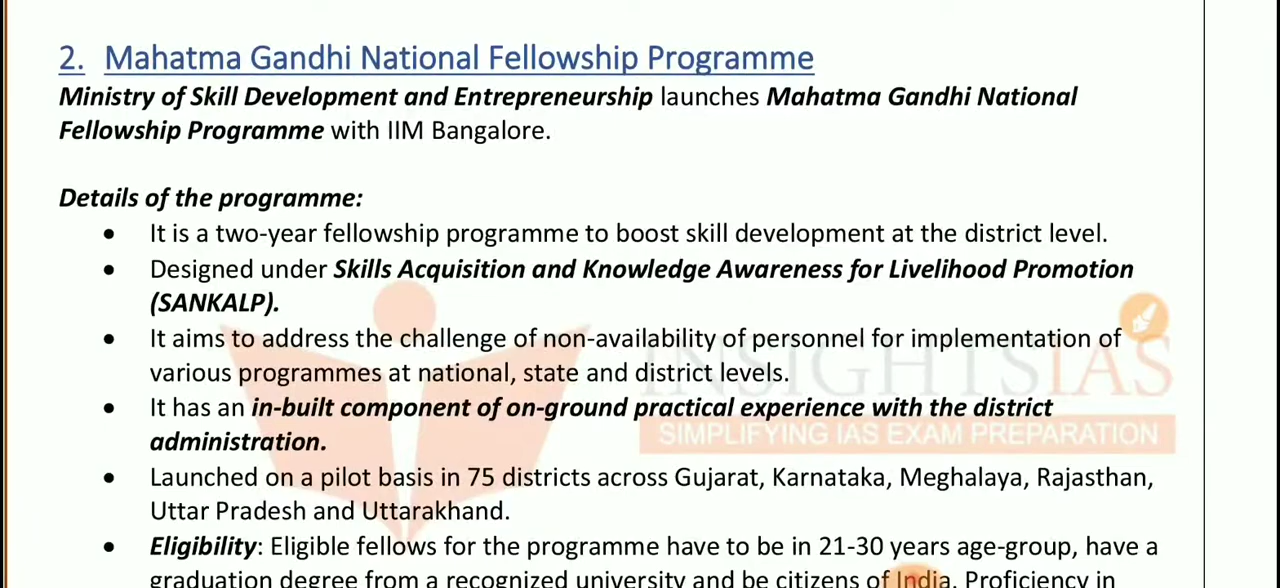 2. Mahatma Gandhi National Fellowship Programme
Ministry of Skill Development and Entrepreneurship launches Mahatma Gandhi National
Fellowship Programme with IIM Bangalore.
Details of the programme:
• It is a two-year fellowship programme to boost skill development at the district level.
• Designed under Skills Acquisition and Knowledge Awareness for Livelihood Promotion
(SANKALP).
• It aims to address the challenge of non-availability of personnel for implementation of
various programmes at national, state and district levels.
INSIGHTSIAS
• It has an in-built component of on-ground practical experience with the district
administration.
SIMPLIFYING IAS EXAM PREPARATION
• Launched on a pilot basis in 75 districts across Gujarat, Karnataka, Meghalaya, Rajasthan,
Uttar Pradesh and Uttarakhand.
• Eligibility: Eligible fellows for the programme have to be in 21-30 years age-group, have a
graduation degree from a recognized university and be citizens of India. Proficiency in